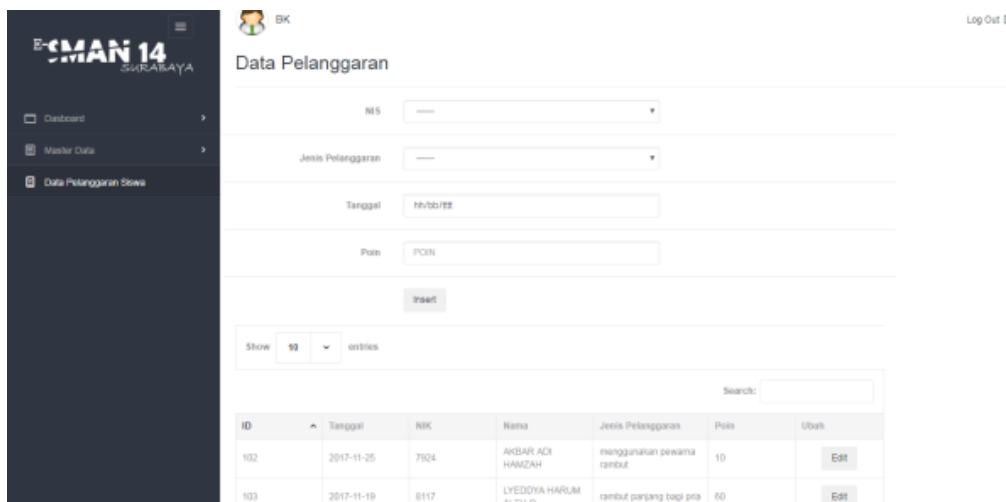 E-SMAN 14
SURABAYA
Dasboard
Master Data
Data Pelanggaran Siswa
BK
Log Out
Data Pelanggaran
NIS
------
Jenis Pelanggaran
------
Tanggal
hh/bb/tttt
Poin
POIN
Insert
Show 10 entries
Search:
ID Tanggal NIK Nama Jenis Pelanggaran Poin Ubah
102 2017-11-25 7924 AKBAR ADI HAMZAH menggunakan pewarna rambut 10 Edit
103 2017-11-19 8117 LYEDDYA HARUM rambut panjang bagi pria 60 Edit